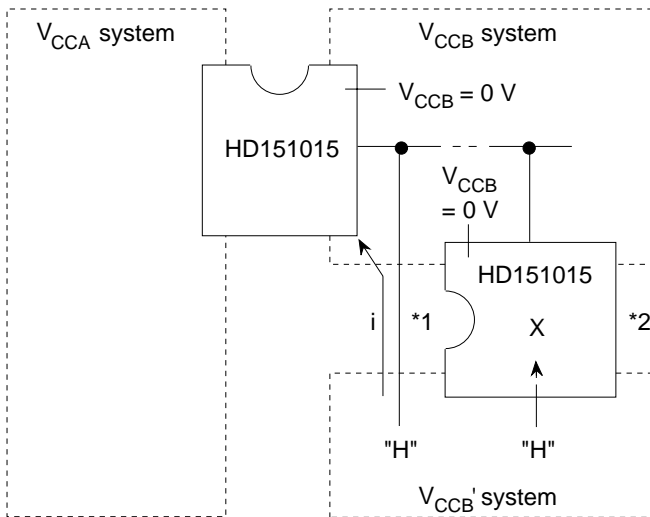 VCCA system
VCCB system
VCCB = 0 V
HD151015
VCCB
= 0 V
HD151015
i
*1
X
*2
"H"
"H"
VCCB' system